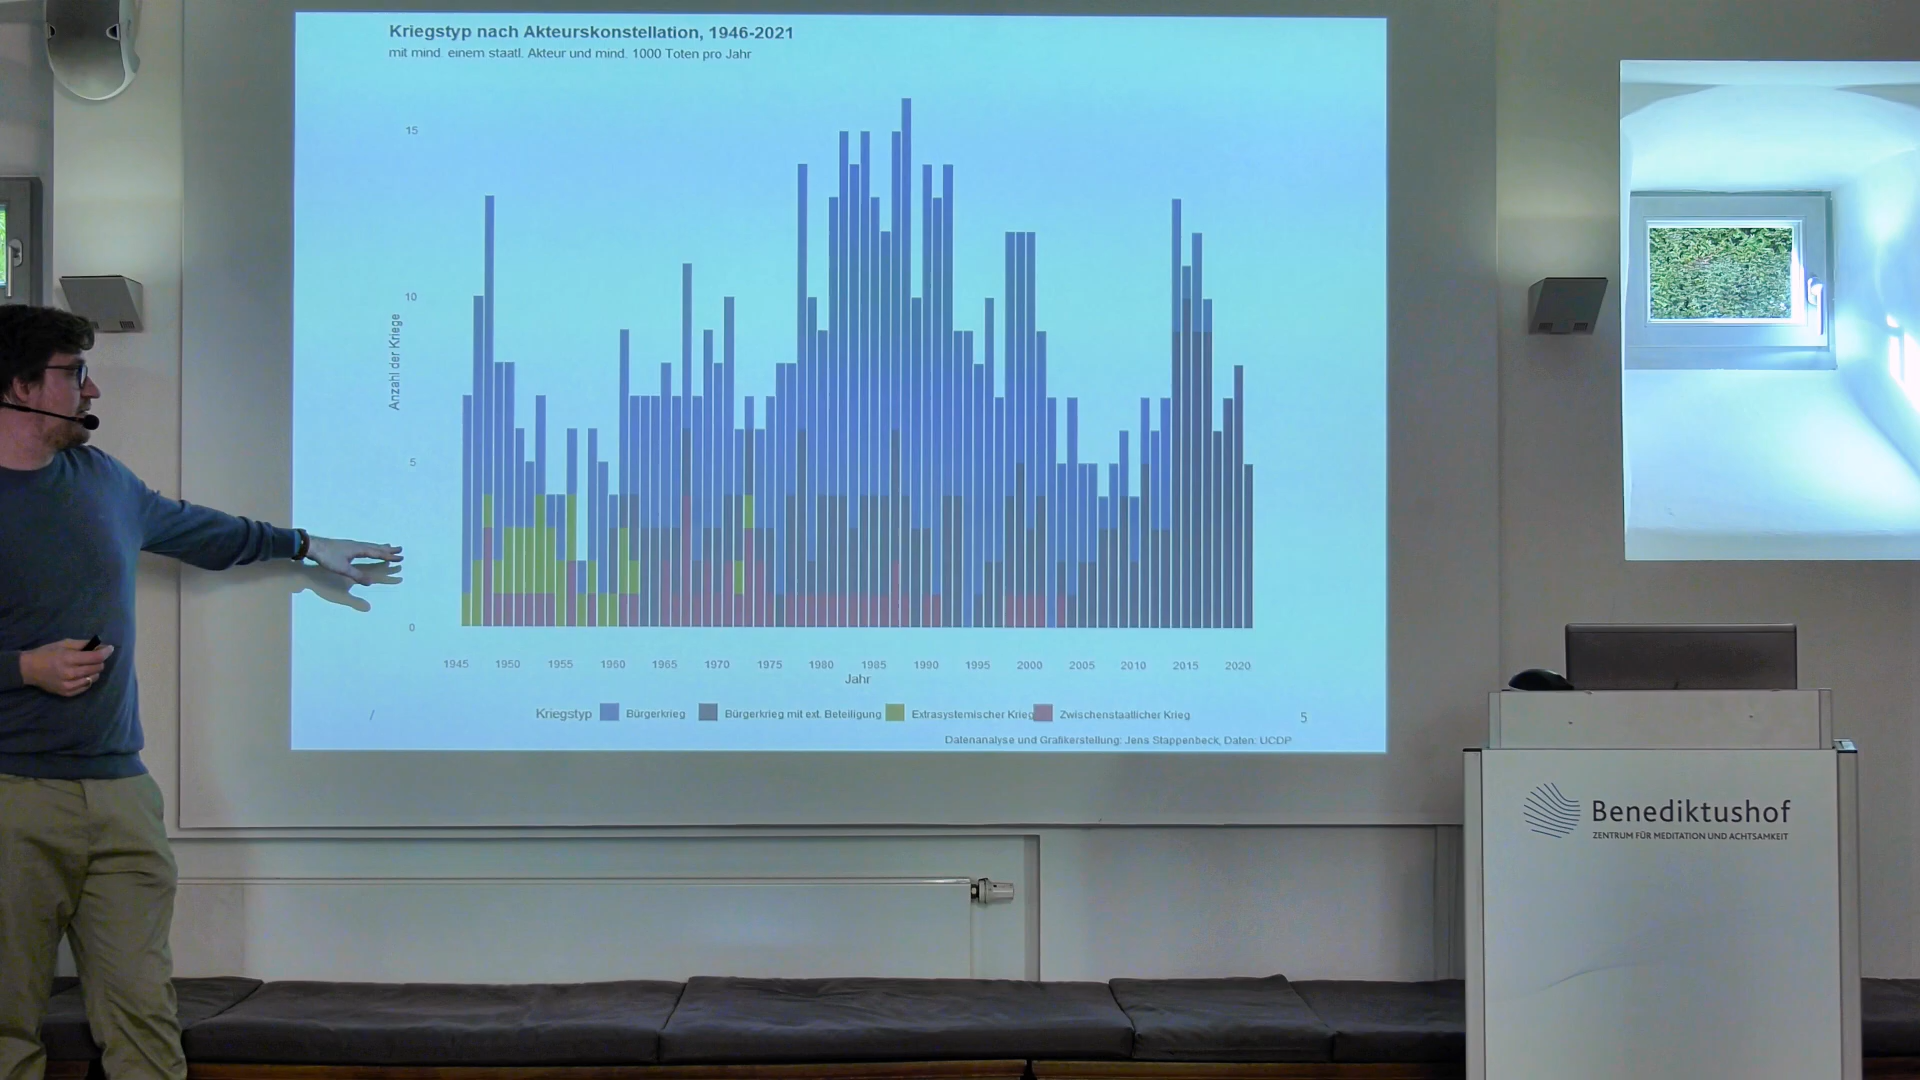 Kriegstyp nach Akteurskonstellation, 1946-2021
mit mind. einem staatl. Akteur und mind. 1000 Toten pro Jahr
15
10
5
0
Anzahl der Kriege
1945 1950 1955 1960 1965 1970 1975 1980 1985 1990 1995 2000 2005 2010 2015 2020
Jahr
Kriegstyp Bürgerkrieg Bürgerkrieg mit ext. Beteiligung Extrasystemischer Krieg Zwischenstaatlicher Krieg
/
5
Datenanalyse und Grafikerstellung: Jens Stappenbeck, Daten: UCDP
Benediktushof
ZENTRUM FÜR MEDITATION UND ACHTSAMKEIT